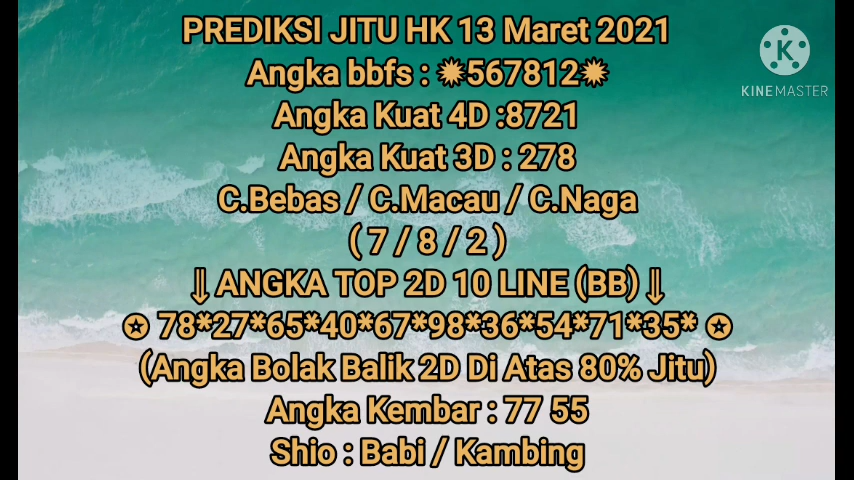 PREDIKSI JITU HK 13 Maret 2021
Angka bbfs : ✹567812✹
Angka Kuat 4D :8721
Angka Kuat 3D : 278
C.Bebas / C.Macau / C.Naga
( 7 / 8 / 2 )
⇓ANGKA TOP 2D 10 LINE (BB)⇓
✪ 78*27*65*40*67*98*36*54*71*35* ✪
(Angka Bolak Balik 2D Di Atas 80% Jitu)
Angka Kembar : 77 55
Shio : Babi / Kambing
K
KINEMASTER